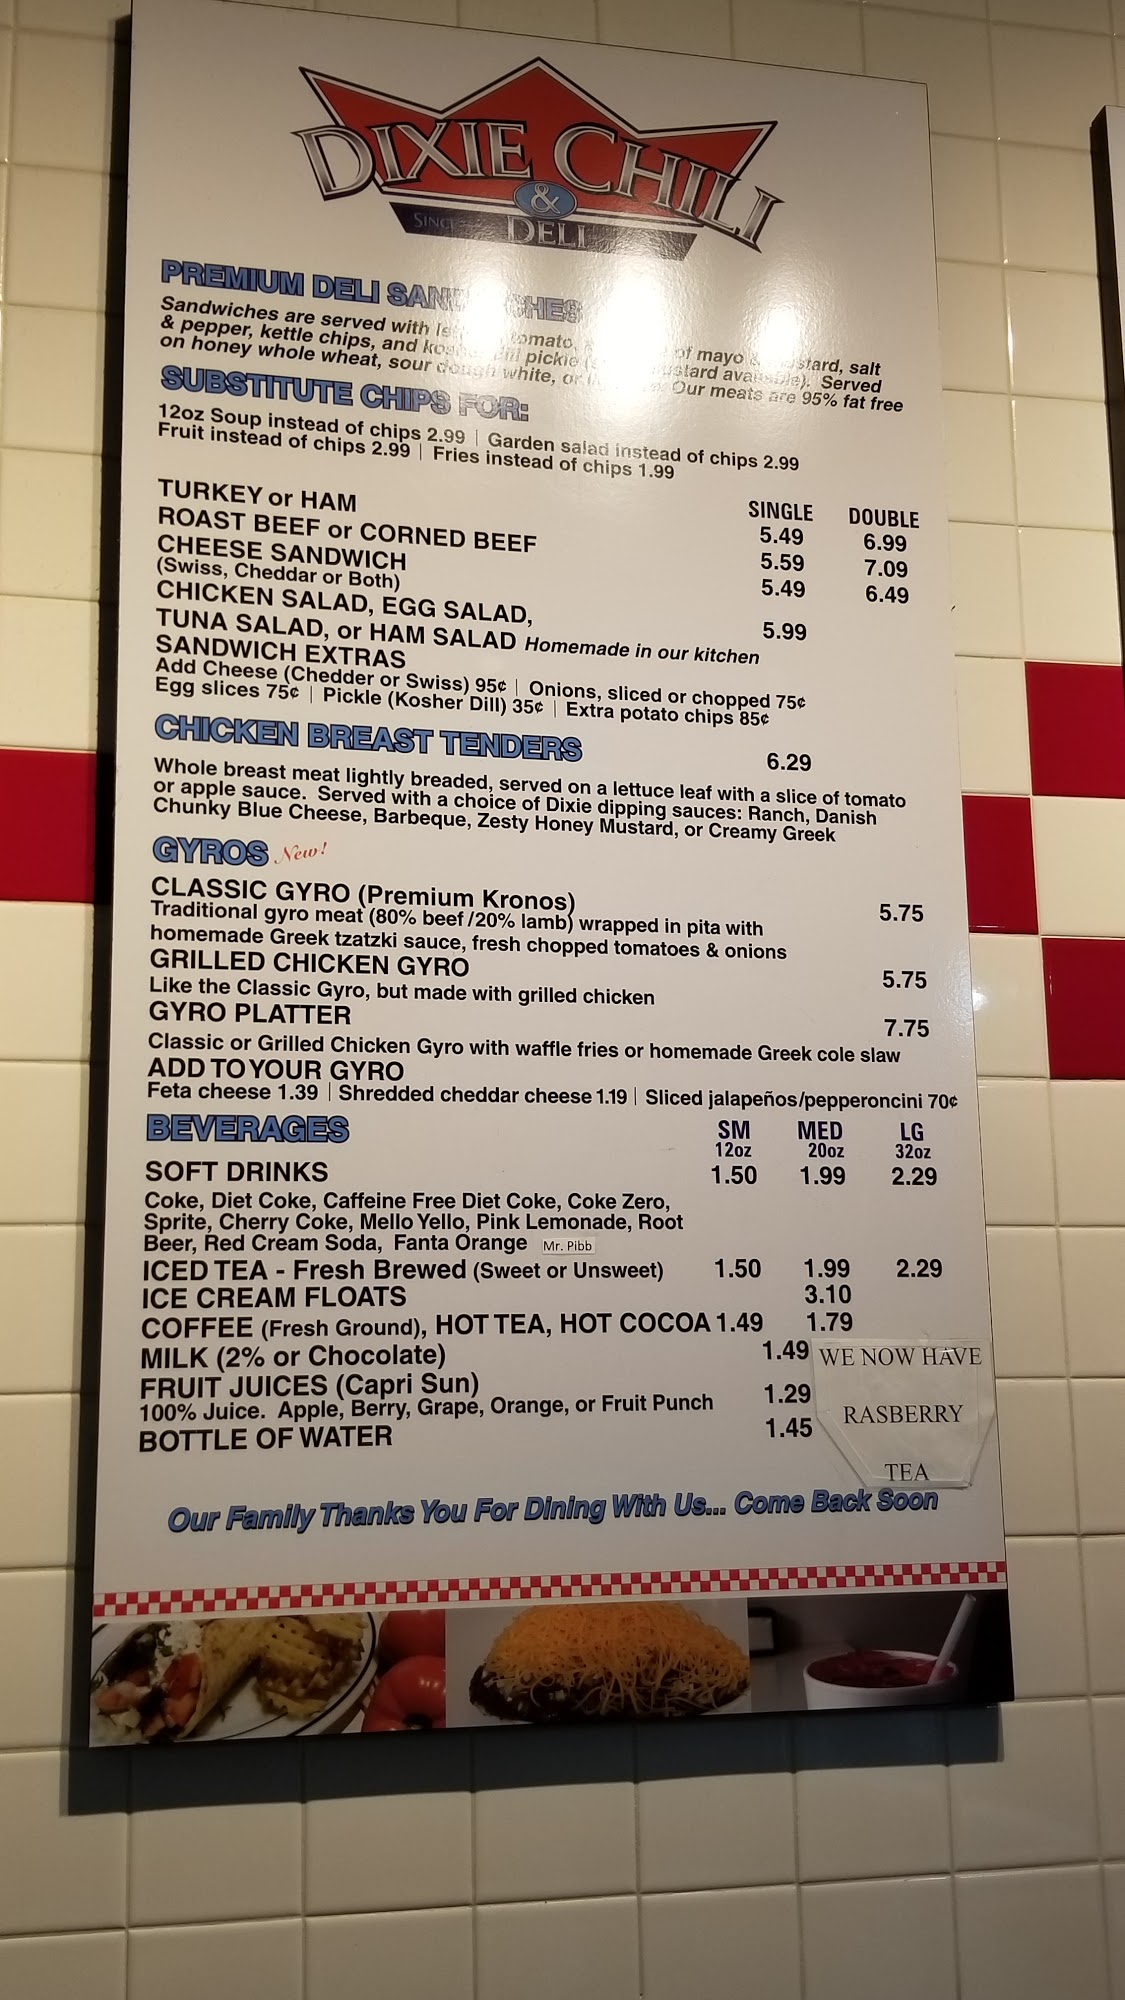 DIXIE CHILI
&
SINCE
DELI
PREMIUM DELI SANDWICHES
Sandwiches are served with tomato, of mayo & mustard, salt
& pepper, kettle chips, and kosher dill pickle mustard available). Served
on honey whole wheat, sour dough white, or Our meats are 95% fat free
SUBSTITUTE CHIPS FOR:
12oz Soup instead of chips 2.99 | Garden salad instead of chips 2.99
Fruit instead of chips 2.99 | Fries instead of chips 1.99
SINGLE DOUBLE
TURKEY or HAM 5.49 6.99
ROAST BEEF or CORNED BEEF 5.59 7.09
CHEESE SANDWICH 5.49 6.49
(Swiss, Cheddar or Both)
CHICKEN SALAD, EGG SALAD, 5.99
TUNA SALAD, or HAM SALAD Homemade in our kitchen
SANDWICH EXTRAS
Add Cheese (Chedder or Swiss) 95¢ | Onions, sliced or chopped 75¢
Egg slices 75¢ | Pickle (Kosher Dill) 35¢ | Extra potato chips 85¢
CHICKEN BREAST TENDERS 6.29
Whole breast meat lightly breaded, served on a lettuce leaf with a slice of tomato
or apple sauce. Served with a choice of Dixie dipping sauces: Ranch, Danish
Chunky Blue Cheese, Barbeque, Zesty Honey Mustard, or Creamy Greek
GYROS New!
CLASSIC GYRO (Premium Kronos) 5.75
Traditional gyro meat (80% beef/20% lamb) wrapped in pita with
homemade Greek tzatzki sauce, fresh chopped tomatoes & onions
GRILLED CHICKEN GYRO 5.75
Like the Classic Gyro, but made with grilled chicken
GYRO PLATTER 7.75
Classic or Grilled Chicken Gyro with waffle fries or homemade Greek cole slaw
ADD TO YOUR GYRO
Feta cheese 1.39 | Shredded cheddar cheese 1.19 | Sliced jalapeños/pepperoncini 70¢
BEVERAGES SM MED LG
12oz 20oz 32oz
SOFT DRINKS 1.50 1.99 2.29
Coke, Diet Coke, Caffeine Free Diet Coke, Coke Zero,
Sprite, Cherry Coke, Mello Yello, Pink Lemonade, Root
Beer, Red Cream Soda, Fanta Orange Mr. Pibb
ICED TEA - Fresh Brewed (Sweet or Unsweet) 1.50 1.99 2.29
ICE CREAM FLOATS 3.10
COFFEE (Fresh Ground), HOT TEA, HOT COCOA 1.49 1.79
MILK (2% or Chocolate) 1.49
FRUIT JUICES (Capri Sun) 1.29
100% Juice. Apple, Berry, Grape, Orange, or Fruit Punch
BOTTLE OF WATER 1.45
WE NOW HAVE
RASBERRY
TEA
Our Family Thanks You For Dining With Us... Come Back Soon